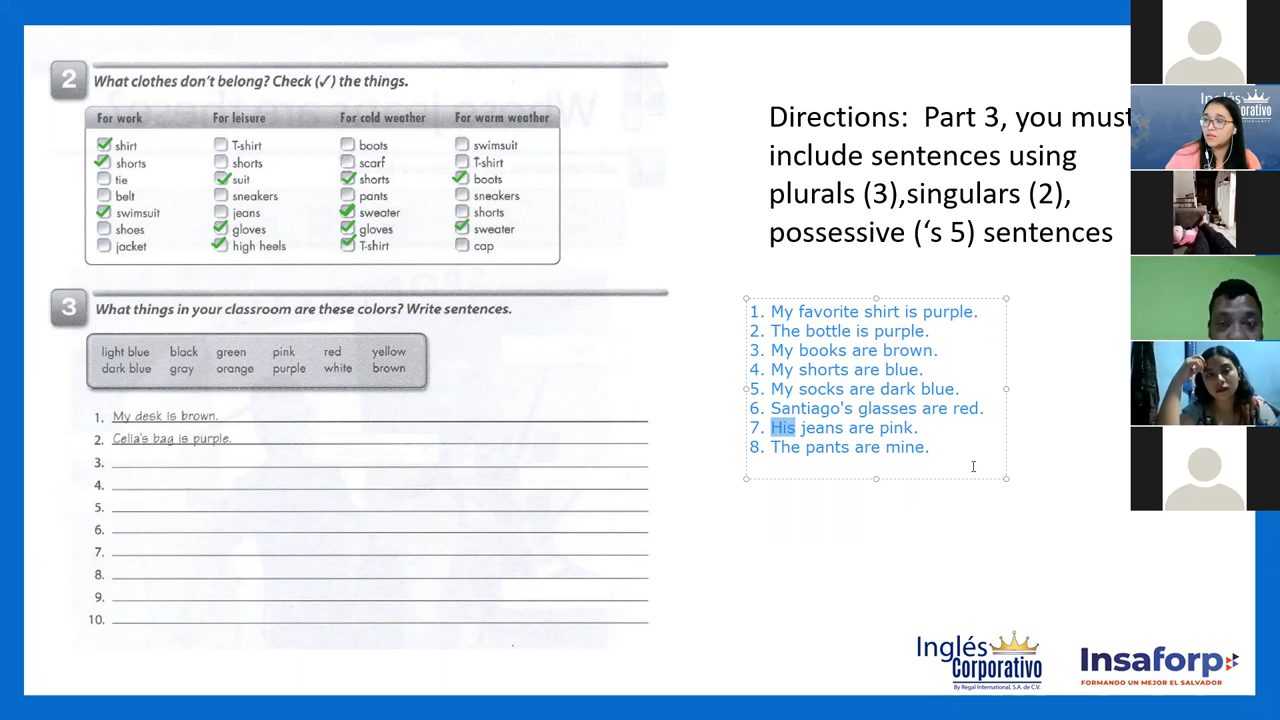 2 What clothes don't belong? Check (✓) the things.
For work For leisure For cold weather For warm weather
shirt T-shirt boots swimsuit
shorts shorts scarf T-shirt
tie suit shorts boots
belt sneakers pants sneakers
swimsuit jeans sweater shorts
shoes gloves gloves sweater
jacket high heels T-shirt cap
3 What things in your classroom are these colors? Write sentences.
light blue black green pink red yellow
dark blue gray orange purple white brown
1. My desk is brown.
2. Celia's bag is purple.
3.
4.
5.
6.
7.
8.
9.
10.
Directions: Part 3, you must
include sentences using
plurals (3),singulars (2),
possessive (‘s 5) sentences
1. My favorite shirt is purple.
2. The bottle is purple.
3. My books are brown.
4. My shorts are blue.
5. My socks are dark blue.
6. Santiago's glasses are red.
7. His jeans are pink.
8. The pants are mine.
Inglés
Corporativo
By Regal International, S.A. de C.V.
Insaforp
FORMANDO UN MEJOR EL SALVADOR